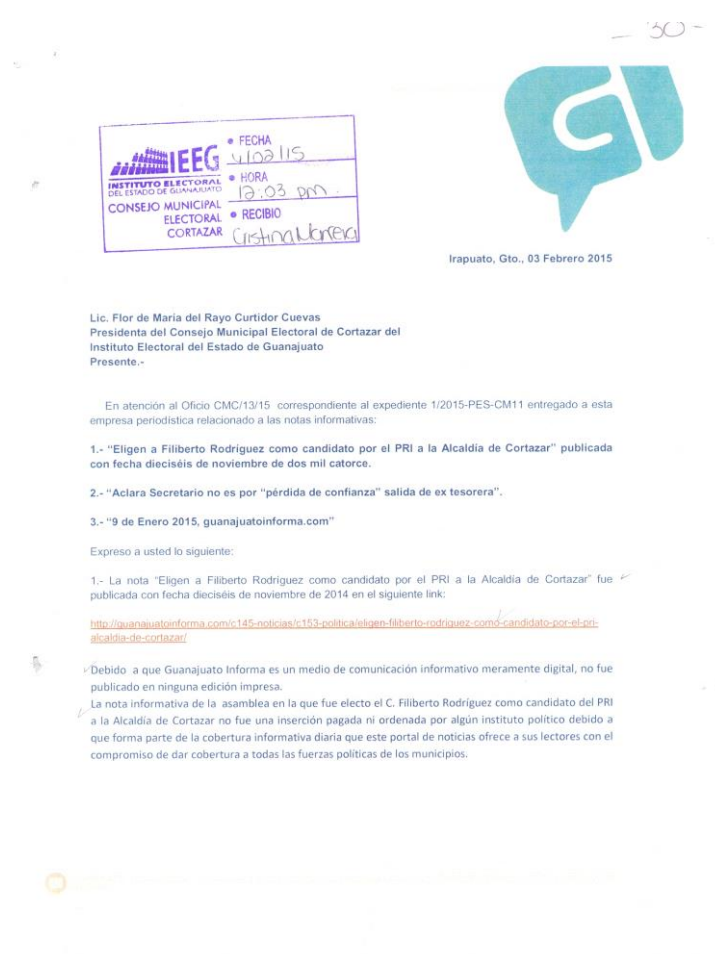 - 30 -
GI
IEEG
INSTITUTO ELECTORAL
DEL ESTADO DE GUANAJUATO
CONSEJO MUNICIPAL
ELECTORAL
CORTAZAR
• FECHA
4/02/15
• HORA
12:03 pm.
• RECIBIO
Cristina
Irapuato, Gto., 03 Febrero 2015
Lic. Flor de María del Rayo Curtidor Cuevas
Presidenta del Consejo Municipal Electoral de Cortazar del
Instituto Electoral del Estado de Guanajuato
Presente.-
En atención al Oficio CMC/13/15 correspondiente al expediente 1/2015-PES-CM11 entregado a esta
empresa periodística relacionado a las notas informativas:
1.- “Eligen a Filiberto Rodríguez como candidato por el PRI a la Alcaldía de Cortazar” publicada
con fecha dieciséis de noviembre de dos mil catorce.
2.- “Aclara Secretario no es por “pérdida de confianza” salida de ex tesorera”.
3.- “9 de Enero 2015, guanajuatoinforma.com”
Expreso a usted lo siguiente:
1.- La nota “Eligen a Filiberto Rodríguez como candidato por el PRI a la Alcaldía de Cortazar” fue
publicada con fecha dieciséis de noviembre de 2014 en el siguiente link:
http://guanajuatoinforma.com/c145-noticias/c153-politica/eligen-filiberto-rodriguez-como-candidato-por-el-pri-
alcaldia-de-cortazar/
Debido a que Guanajuato Informa es un medio de comunicación informativo meramente digital, no fue
publicado en ninguna edición impresa.
La nota informativa de la asamblea en la que fue electo el C. Filiberto Rodríguez como candidato del PRI
a la Alcaldía de Cortazar no fue una inserción pagada ni ordenada por algún instituto político debido a
que forma parte de la cobertura informativa diaria que este portal de noticias ofrece a sus lectores con el
compromiso de dar cobertura a todas las fuerzas políticas de los municipios.